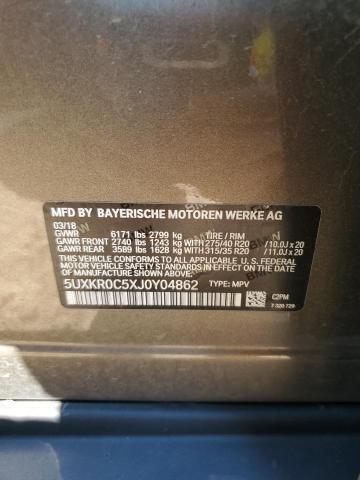 MFD BY BAYERISCHE MOTOREN WERKE AG
03/18
GVWR 6171 lbs 2799 kg TIRE / RIM
GAWR FRONT 2740 lbs 1243 kg WITH 275/40 R20 /10.0J x 20
GAWR REAR 3589 lbs 1628 kg WITH 315/35 R20 /11.0J x 20
THIS VEHICLE CONFORMS TO ALL APPLICABLE U.S. FEDERAL
MOTOR VEHICLE SAFETY STANDARDS IN EFFECT ON THE DATE
OF MANUFACTURE SHOWN ABOVE.
5UXKR0C5XJ0Y04862 TYPE: MPV
C2PM
7 320 729